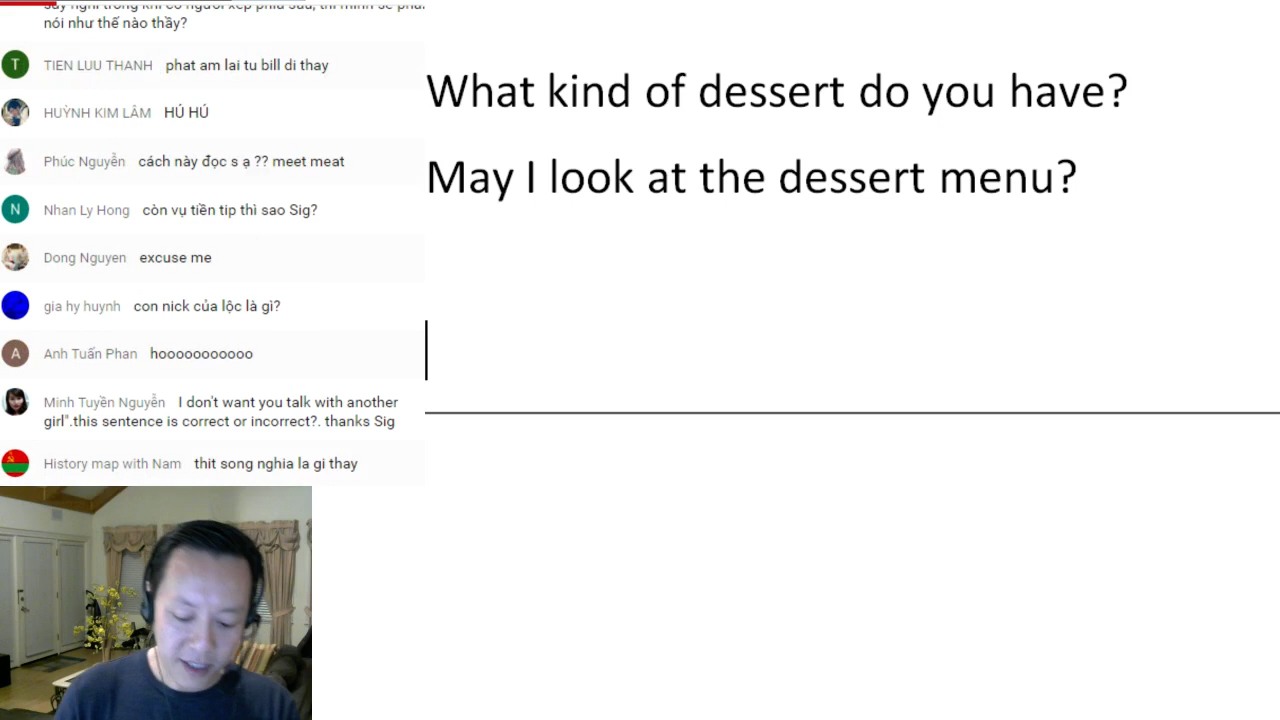 nói như thế nào thầy?
TIEN LUU THANH phat am lai tu bill di thay
HUỲNH KIM LÂM HÚ HÚ
Phúc Nguyễn cách này đọc s ạ ?? meet meat
Nhan Ly Hong còn vụ tiền tip thì sao Sig?
Dong Nguyen excuse me
gia hy huynh con nick của lộc là gì?
Anh Tuấn Phan hooooooooooo
Minh Tuyền Nguyễn I don't want you talk with another
girl".this sentence is correct or incorrect?. thanks Sig
History map with Nam thit song nghia la gi thay
What kind of dessert do you have?
May I look at the dessert menu?